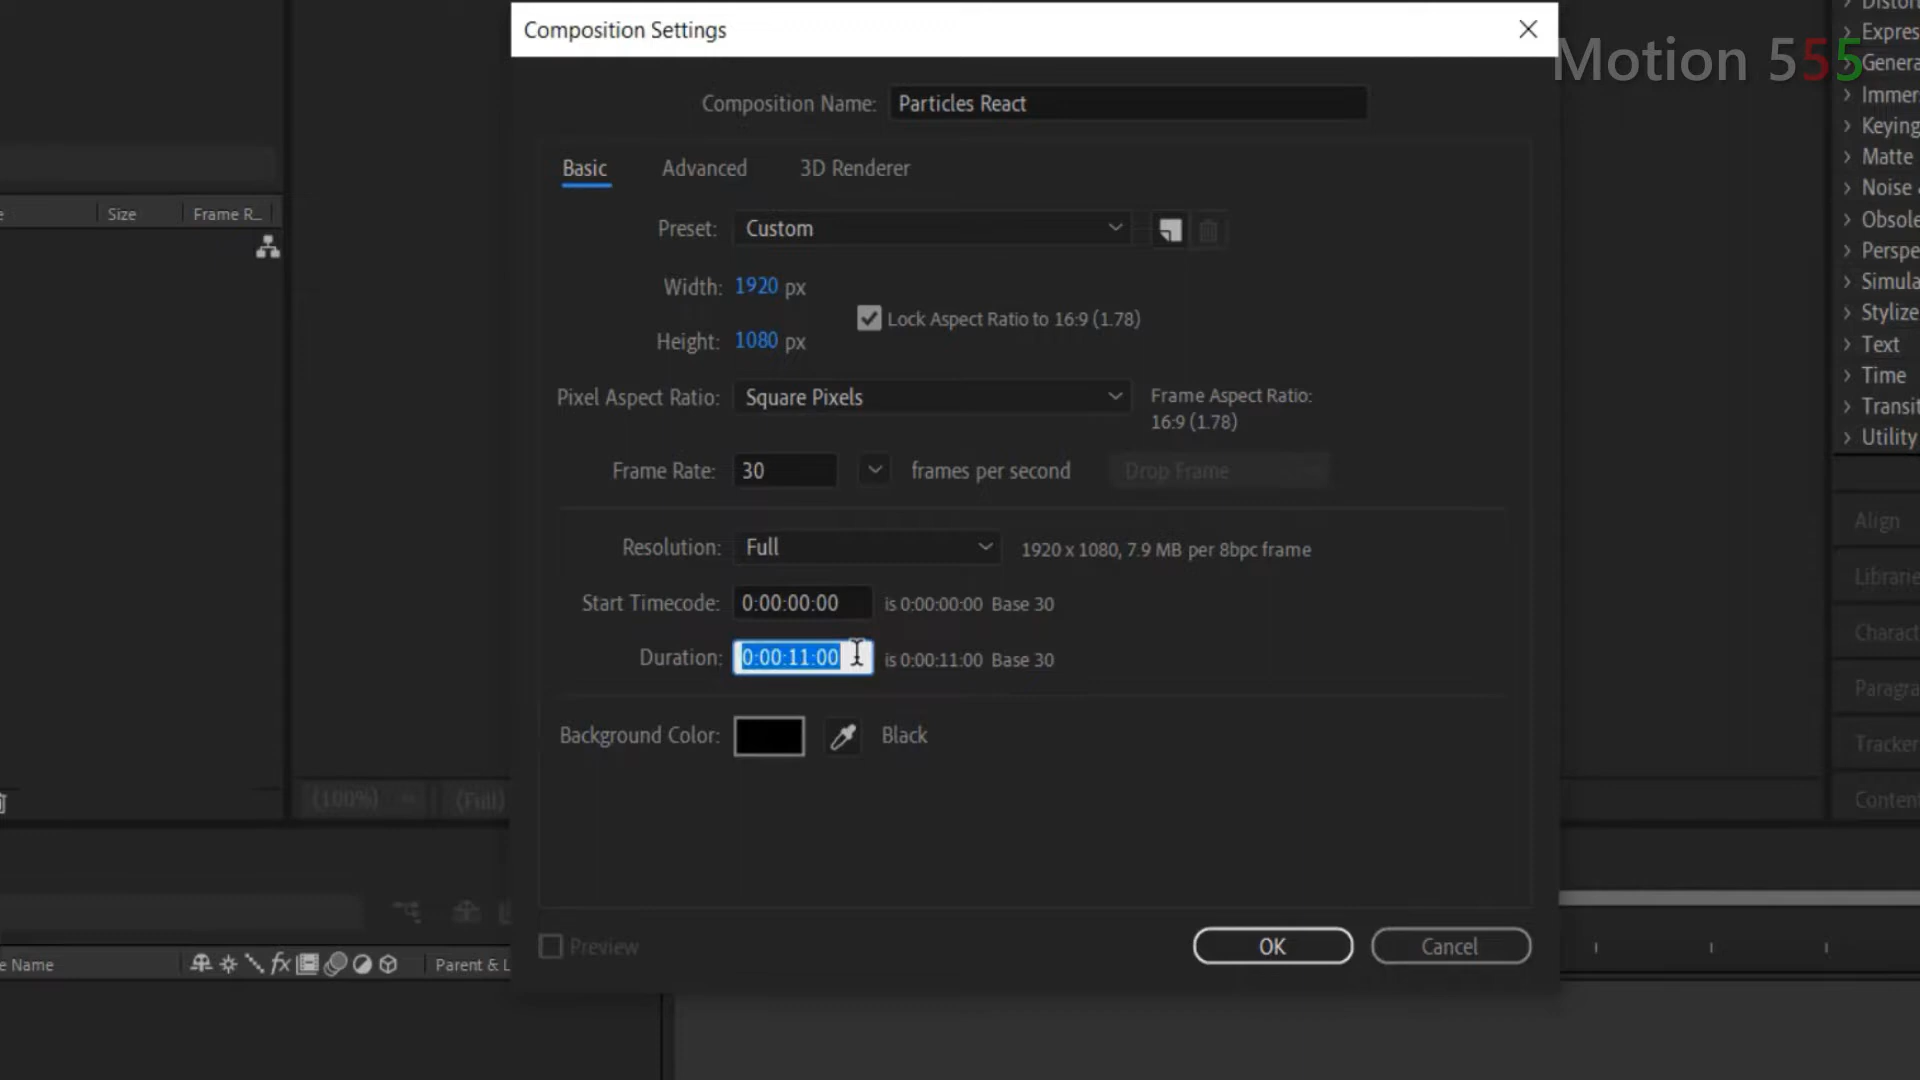 Composition Settings
Motion 555
Composition Name: Particles React
Basic Advanced 3D Renderer
Preset: Custom
Width: 1920 px
Lock Aspect Ratio to 16:9 (1.78)
Height: 1080 px
Pixel Aspect Ratio: Square Pixels
Frame Aspect Ratio:
16:9 (1.78)
Frame Rate: 30 frames per second Drop Frame
Resolution: Full 1920 x 1080, 7.9 MB per 8bpc frame
Start Timecode: 0:00:00:00 is 0:00:00:00 Base 30
Duration: 0:00:11:00 is 0:00:11:00 Base 30
Background Color: Black
Preview OK Cancel
Size Frame R...
(100%) (Full)
e Name fx Parent & L
Distor
Expres
Genera
Immers
Keying
Matte
Noise &
Obsole
Perspe
Simula
Stylize
Text
Time
Transit
Utility
Align
Librarie
Charact
Paragra
Tracker
Conten